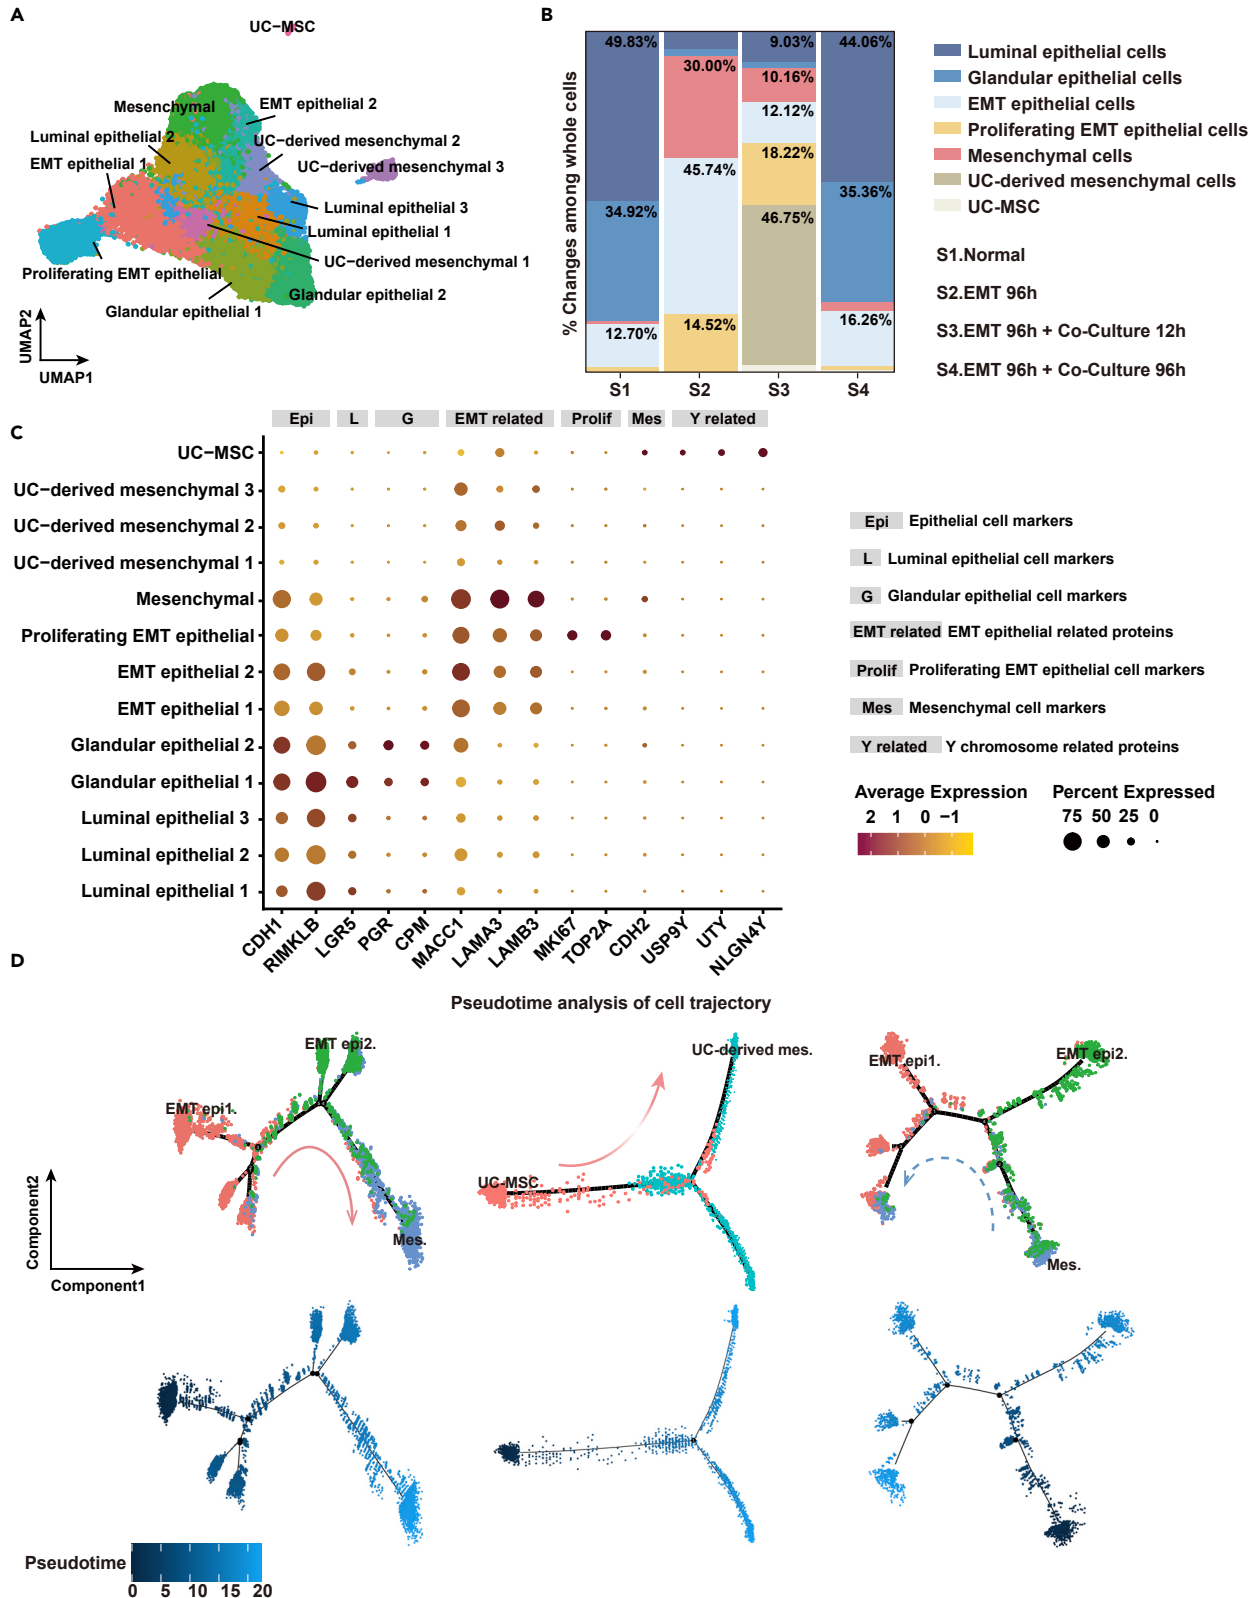 A
UC−MSC
Mesenchymal
EMT epithelial 2
Luminal epithelial 2
UC−derived mesenchymal 2
EMT epithelial 1
UC−derived mesenchymal 3
Luminal epithelial 3
Luminal epithelial 1
UC−derived mesenchymal 1
Proliferating EMT epithelial
Glandular epithelial 2
Glandular epithelial 1
UMAP2
UMAP1
B
% Changes among whole cells
49.83%
34.92%
12.70%
30.00%
45.74%
14.52%
9.03%
10.16%
12.12%
18.22%
46.75%
44.06%
35.36%
16.26%
S1
S2
S3
S4
Luminal epithelial cells
Glandular epithelial cells
EMT epithelial cells
Proliferating EMT epithelial cells
Mesenchymal cells
UC-derived mesenchymal cells
UC-MSC
S1.Normal
S2.EMT 96h
S3.EMT 96h + Co-Culture 12h
S4.EMT 96h + Co-Culture 96h
C
Epi
L
G
EMT related
Prolif
Mes
Y related
UC−MSC
UC−derived mesenchymal 3
UC−derived mesenchymal 2
UC−derived mesenchymal 1
Mesenchymal
Proliferating EMT epithelial
EMT epithelial 2
EMT epithelial 1
Glandular epithelial 2
Glandular epithelial 1
Luminal epithelial 3
Luminal epithelial 2
Luminal epithelial 1
CDH1
RIMKLB
LGR5
PGR
CPM
MACC1
LAMA3
LAMB3
MKI67
TOP2A
CDH2
USP9Y
UTY
NLGN4Y
Epi Epithelial cell markers
L Luminal epithelial cell markers
G Glandular epithelial cell markers
EMT related EMT epithelial related proteins
Prolif Proliferating EMT epithelial cell markers
Mes Mesenchymal cell markers
Y related Y chromosome related proteins
Average Expression
2 1 0 −1
Percent Expressed
75 50 25 0
D
Pseudotime analysis of cell trajectory
EMT epi2.
EMT epi1.
Mes.
UC-derived mes.
UC-MSC
EMT epi1.
EMT epi2.
Mes.
Component2
Component1
Pseudotime
0 5 10 15 20